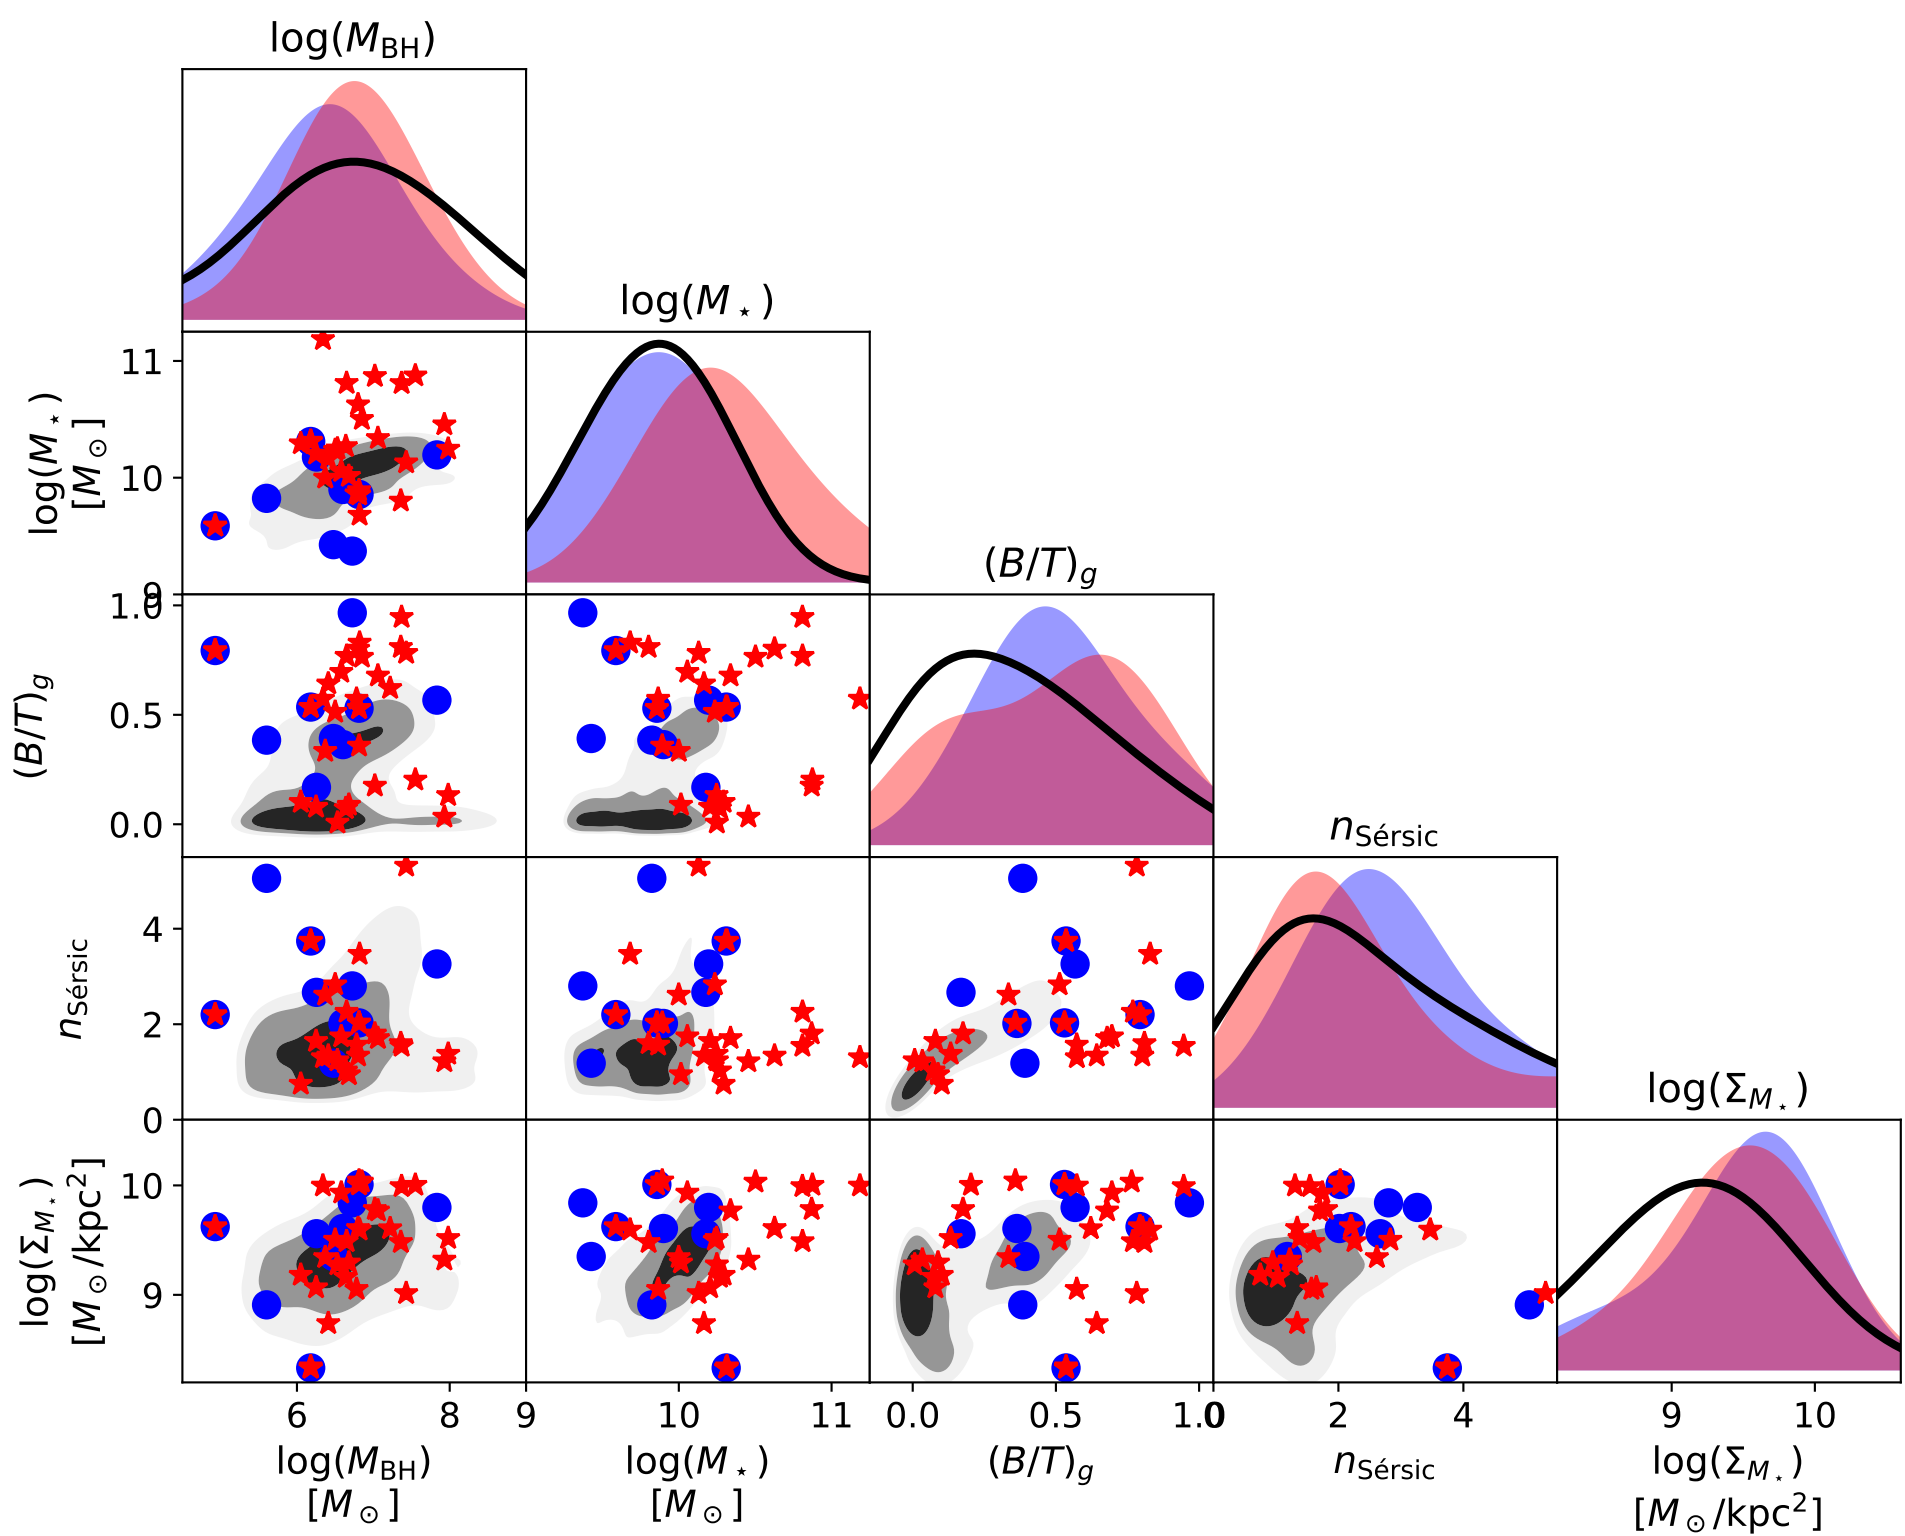 log(M_BH)
log(M_⋆)
(B/T)_g
n_Sérsic
log(Σ_M⋆)
log(M_⋆)
[M_⊙]
11
10
9
(B/T)_g
1.0
0.5
0.0
n_Sérsic
4
2
0
log(Σ_M⋆)
[M_⊙/kpc²]
10
9
6 8 9 10 11 0.0 0.5 1.0 0 2 4 9 10
log(M_BH) log(M_⋆) (B/T)_g n_Sérsic log(Σ_M⋆)
[M_⊙] [M_⊙] [M_⊙/kpc²]